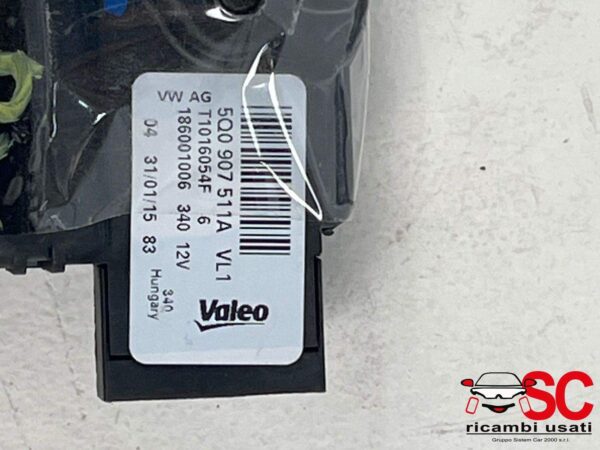 VW AG
5Q0 907 511A VL1
T1016054F 6
186001006 340 12V
04 31/01/15 83
340
Hungary
Valeo
SC
ricambi usati
Gruppo Sistem Car 2000 s.r.l.